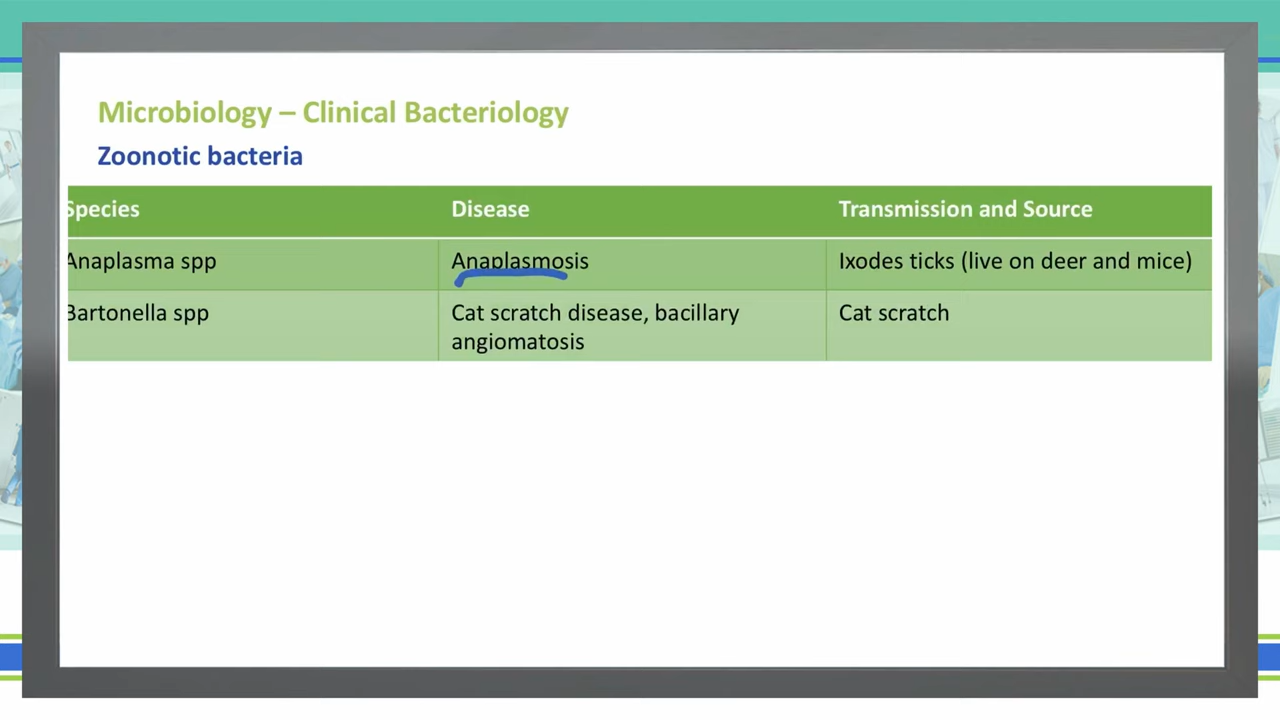 Microbiology – Clinical Bacteriology
Zoonotic bacteria
Species Disease Transmission and Source
Anaplasma spp Anaplasmosis Ixodes ticks (live on deer and mice)
Bartonella spp Cat scratch disease, bacillary Cat scratch
angiomatosis